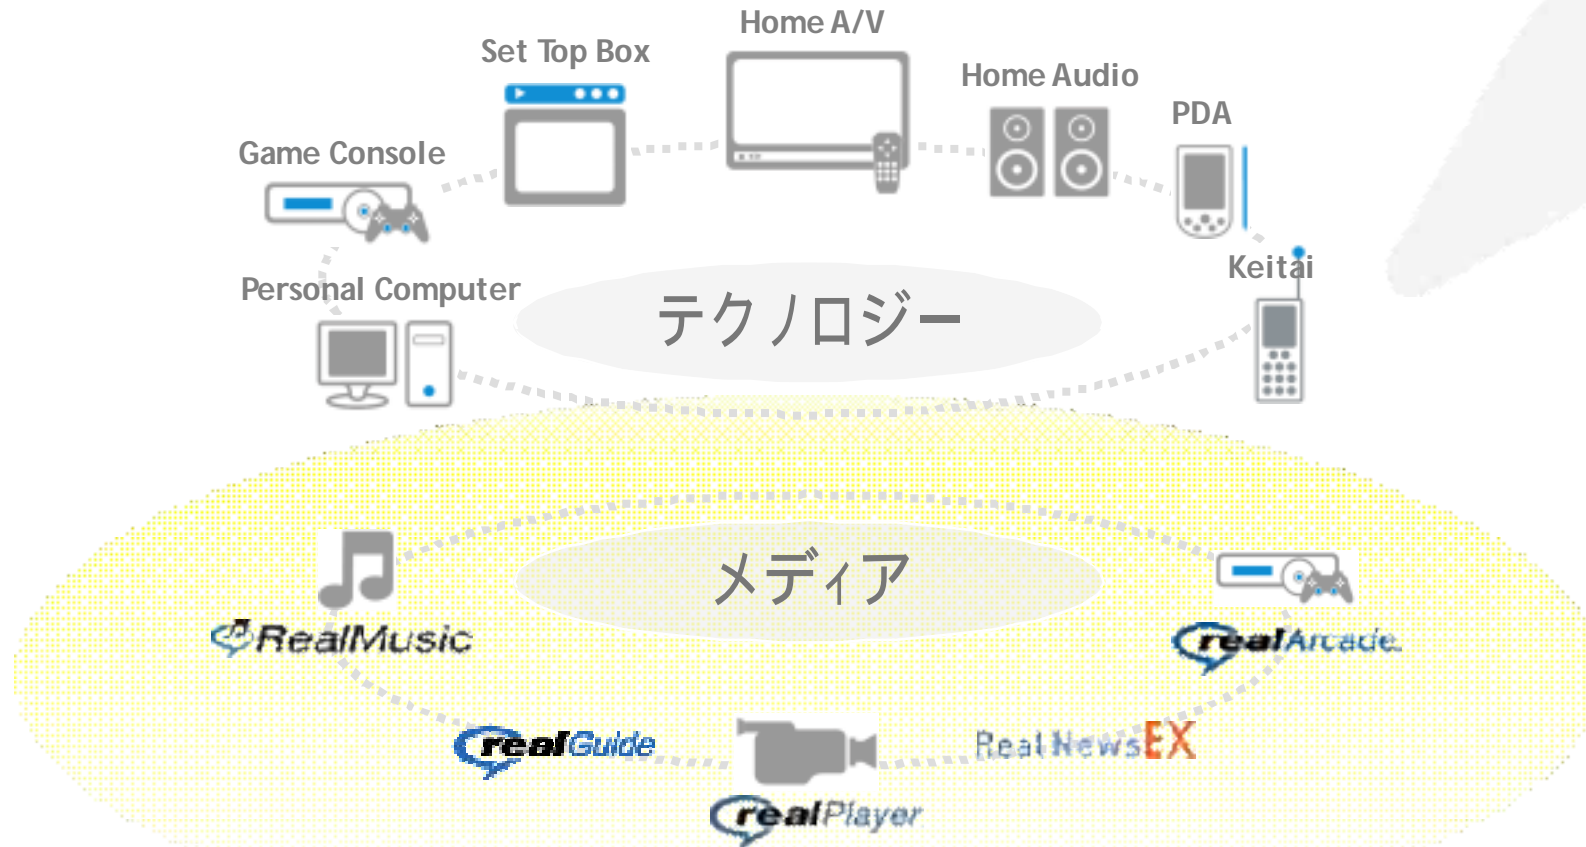 Home A/V
Set Top Box
Home Audio
PDA
Game Console
Keitai
Personal Computer
テクノロジー
メディア
RealMusic
realArcade
realGuide
RealNewsEX
realPlayer